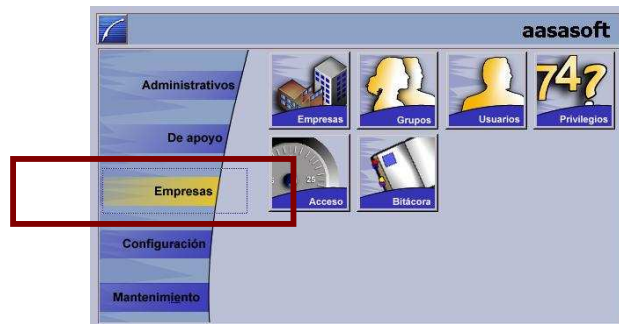 aasasoft
Administrativos
De apoyo
Empresas
Configuración
Mantenimiento
Empresas
Grupos
Usuarios
747?
Privilegios
25
Acceso
Bitácora